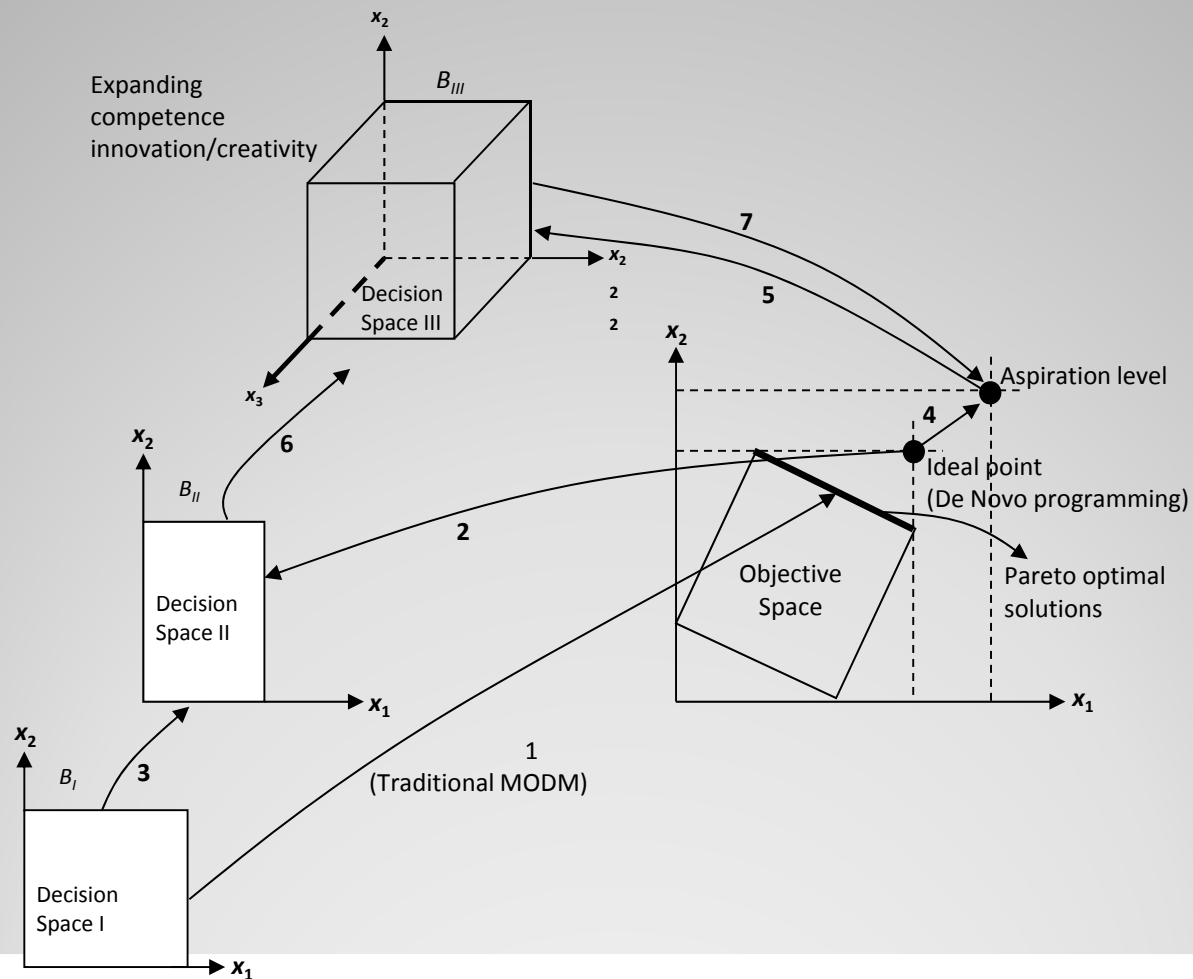 x2
BIII
Expanding
competence
innovation/creativity
7
x2
2
2
5
Decision
Space III
x2
Aspiration level
x3
4
6
x2
Ideal point
(De Novo programming)
BII
2
Objective
Space
Pareto optimal
solutions
Decision
Space II
x1
x1
x2
1
(Traditional MODM)
BI
3
Decision
Space I
x1